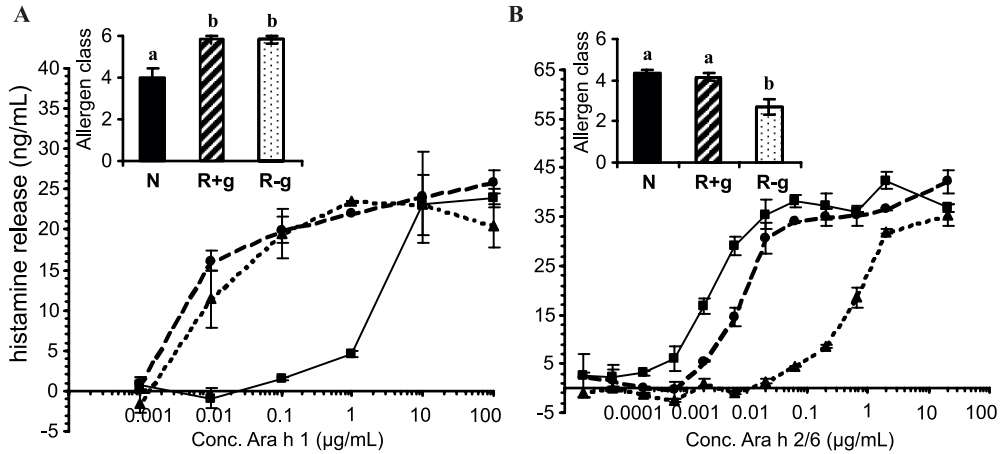 A
histamine release (ng/mL)
40
35
30
25
20
15
10
5
0
-5
0.001
0.01
0.1
1
10
100
Conc. Ara h 1 (µg/mL)
Allergen class
6
4
2
0
a
b
b
N
R+g
R-g
B
65
55
45
35
25
15
5
-5
0.0001
0.001
0.01
0.1
1
10
Conc. Ara h 2/6 (µg/mL)
Allergen class
6
4
2
0
a
a
b
N
R+g
R-g